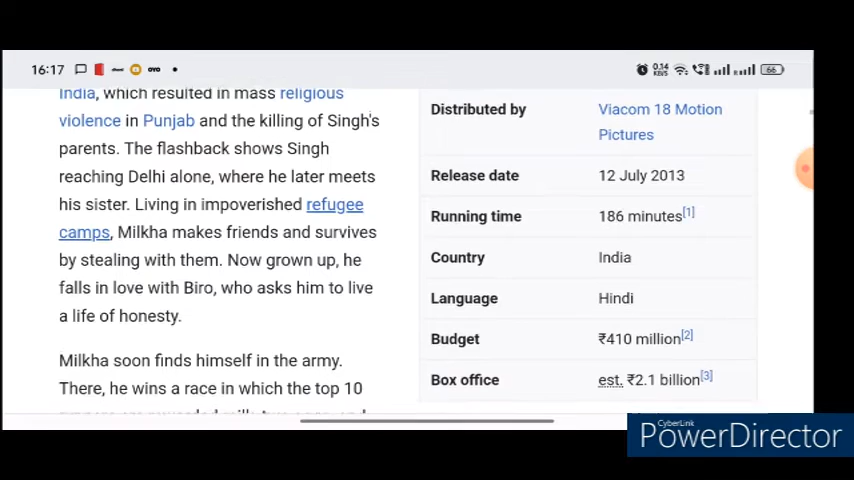 16:17
0.14
KB/S
66
India, which resulted in mass religious
violence in Punjab and the killing of Singh's
parents. The flashback shows Singh
reaching Delhi alone, where he later meets
his sister. Living in impoverished refugee
camps, Milkha makes friends and survives
by stealing with them. Now grown up, he
falls in love with Biro, who asks him to live
a life of honesty.
Milkha soon finds himself in the army.
There, he wins a race in which the top 10
Distributed by Viacom 18 Motion
Pictures
Release date 12 July 2013
Running time 186 minutes[1]
Country India
Language Hindi
Budget ₹410 million[2]
Box office est. ₹2.1 billion[3]
CyberLink
PowerDirector